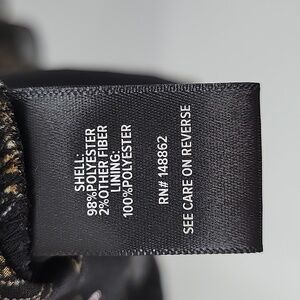 SHELL:
98%POLYESTER
2%OTHER FIBER
LINING:
100%POLYESTER
RN# 148862
SEE CARE ON REVERSE